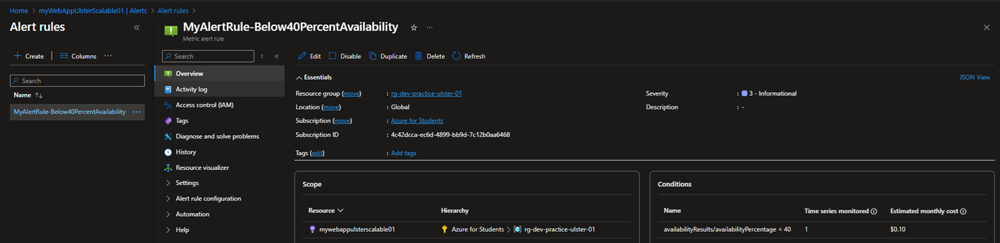 Home > myWebAppUlsterScalable01 | Alerts > Alert rules >
Alert rules
Create
Columns
Search
Name
MyAlertRule-Below40PercentAvailability
MyAlertRule-Below40PercentAvailability
Metric alert rule
Search
Overview
Activity log
Access control (IAM)
Tags
Diagnose and solve problems
History
Resource visualizer
Settings
Alert rule configuration
Automation
Help
Edit Disable Duplicate Delete Refresh
Essentials
JSON View
Resource group (move) : rg-dev-practice-ulster-01
Location (move) : Global
Subscription (move) : Azure for Students
Subscription ID : 4c42dcca-ec6d-4899-bb9d-7c12b0aa6468
Tags (edit) : Add tags
Severity : 3 - Informational
Description : -
Scope
Resource Hierarchy
mywebappulsterscalable01 Azure for Students > rg-dev-practice-ulster-01
Conditions
Name Time series monitored Estimated monthly cost
availabilityResults/availabilityPercentage < 40 1 $0.10